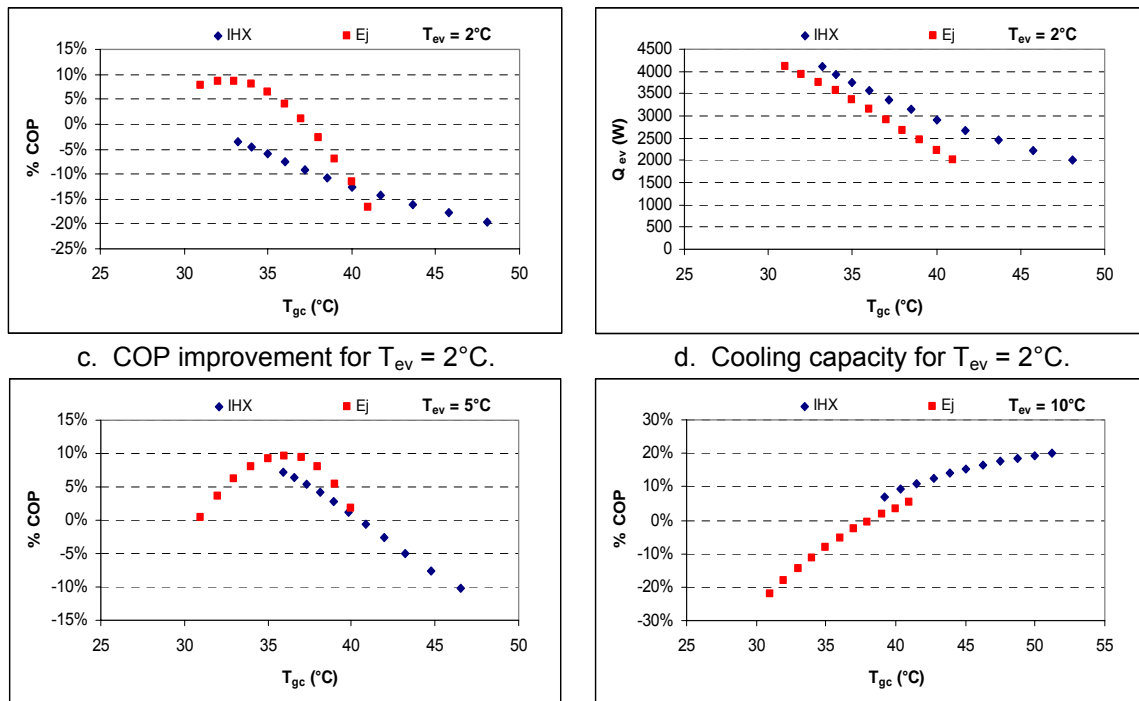 IHX Ej Tev = 2°C
15%
10%
5%
0%
-5%
-10%
-15%
-20%
-25%
% COP
25 30 35 40 45 50
Tgc (°C)
IHX Ej Tev = 2°C
4500
4000
3500
3000
2500
2000
1500
1000
500
0
Q ev (W)
25 30 35 40 45 50
Tgc (°C)
c. COP improvement for Tev = 2°C.
d. Cooling capacity for Tev = 2°C.
IHX Ej Tev = 5°C
15%
10%
5%
0%
-5%
-10%
-15%
% COP
25 30 35 40 45 50
Tgc (°C)
IHX Ej Tev = 10°C
30%
20%
10%
0%
-10%
-20%
-30%
% COP
25 30 35 40 45 50 55
Tgc (°C)